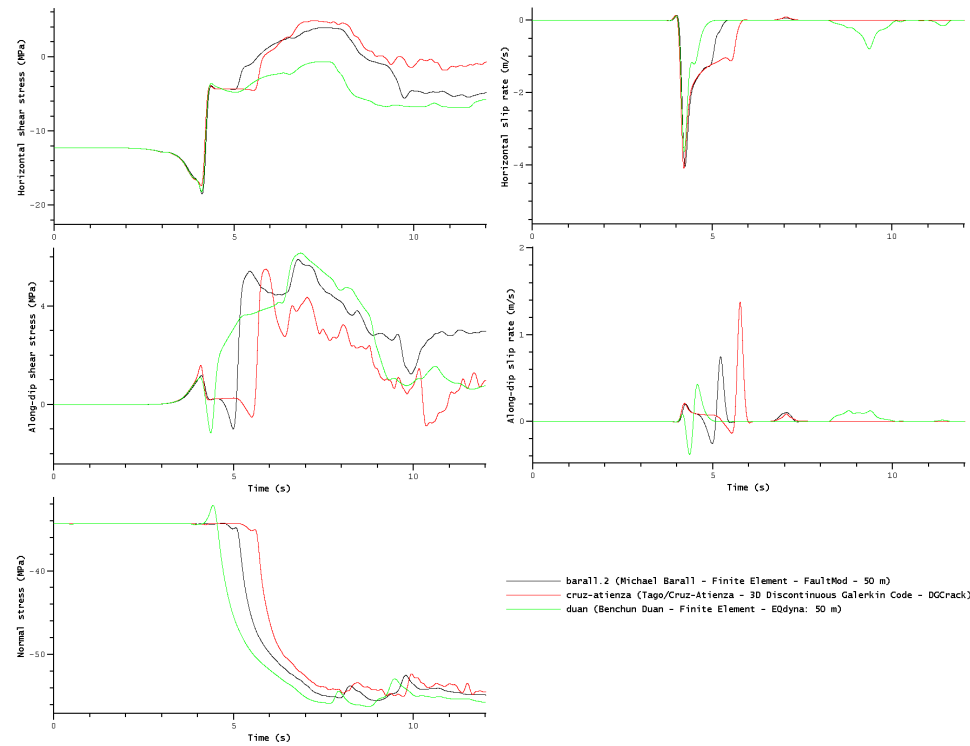 Horizontal shear stress (MPa)
0
-10
-20
0
5
10
Horizontal slip rate (m/s)
0
-2
-4
0
5
10
Along-dip shear stress (MPa)
4
0
0
5
10
Time (s)
Along-dip slip rate (m/s)
2
1
0
0
5
10
Time (s)
Normal stress (MPa)
-40
-50
0
5
10
Time (s)
barall.2 (Michael Barall - Finite Element - FaultMod - 50 m)
cruz-atienza (Tago/Cruz-Atienza - 3D Discontinuous Galerkin Code - DGCrack)
duan (Benchun Duan - Finite Element - EQdyna: 50 m)